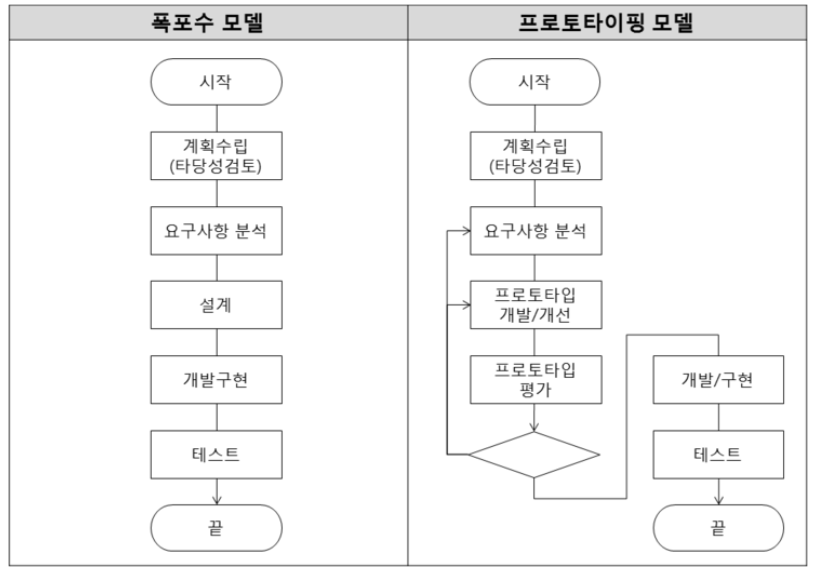 폭포수 모델
시작
계획수립
(타당성검토)
요구사항 분석
설계
개발구현
테스트
끝
프로토타이핑 모델
시작
계획수립
(타당성검토)
요구사항 분석
프로토타입
개발/개선
프로토타입
평가
개발/구현
테스트
끝